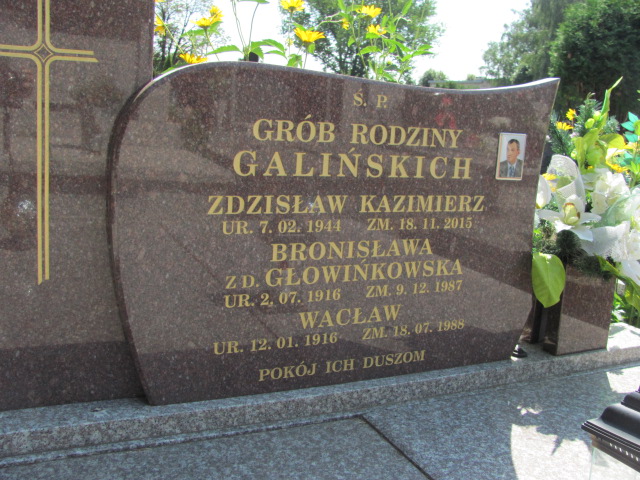 Ś. P.
GRÓB RODZINY
GALIŃSKICH
ZDZISŁAW KAZIMIERZ
UR. 7. 02. 1944 ZM. 18. 11. 2015
BRONISŁAWA
Z D. GŁOWIŃKOWSKA
UR. 2. 07. 1916 ZM. 9. 12. 1987
WACŁAW
UR. 12. 01. 1916 ZM. 18. 07. 1988
POKÓJ ICH DUSZOM